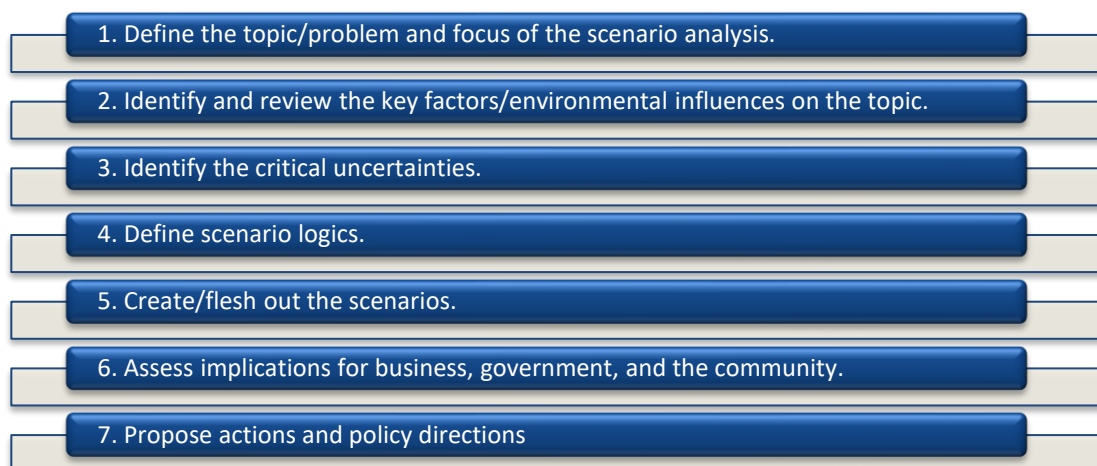 1. Define the topic/problem and focus of the scenario analysis.
2. Identify and review the key factors/environmental influences on the topic.
3. Identify the critical uncertainties.
4. Define scenario logics.
5. Create/flesh out the scenarios.
6. Assess implications for business, government, and the community.
7. Propose actions and policy directions